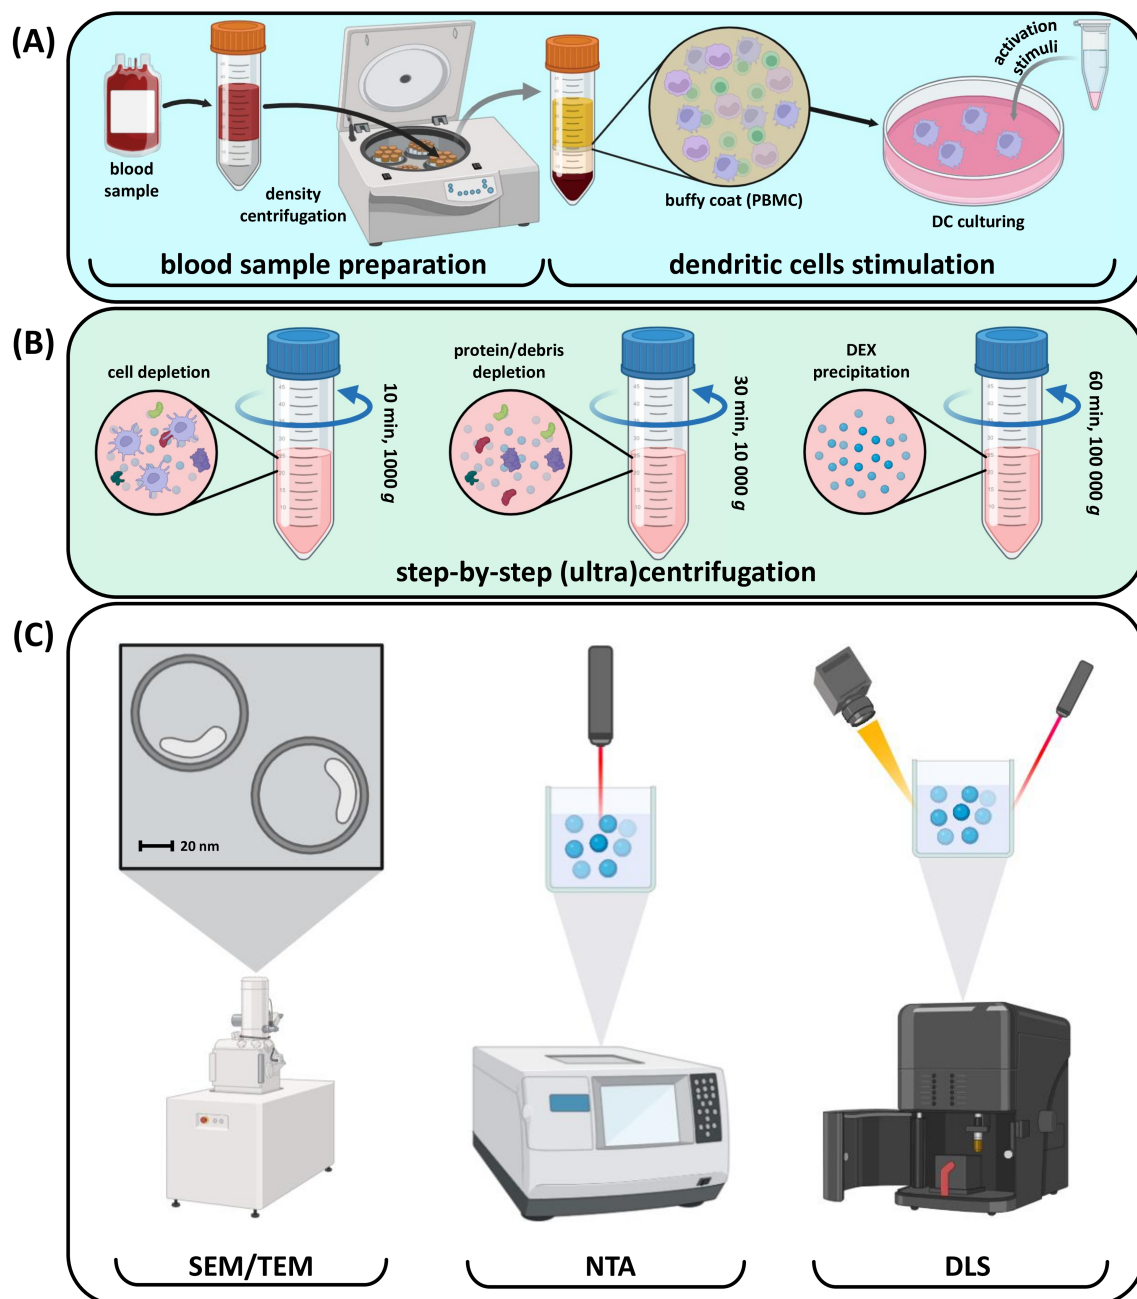 (A)
blood
sample
density
centrifugation
buffy coat (PBMC)
activation
stimuli
DC culturing
blood sample preparation
dendritic cells stimulation
(B)
cell depletion
10 min, 1000 g
protein/debris
depletion
30 min, 10 000 g
DEX
precipitation
60 min, 100 000 g
step-by-step (ultra)centrifugation
(C)
20 nm
SEM/TEM
NTA
DLS